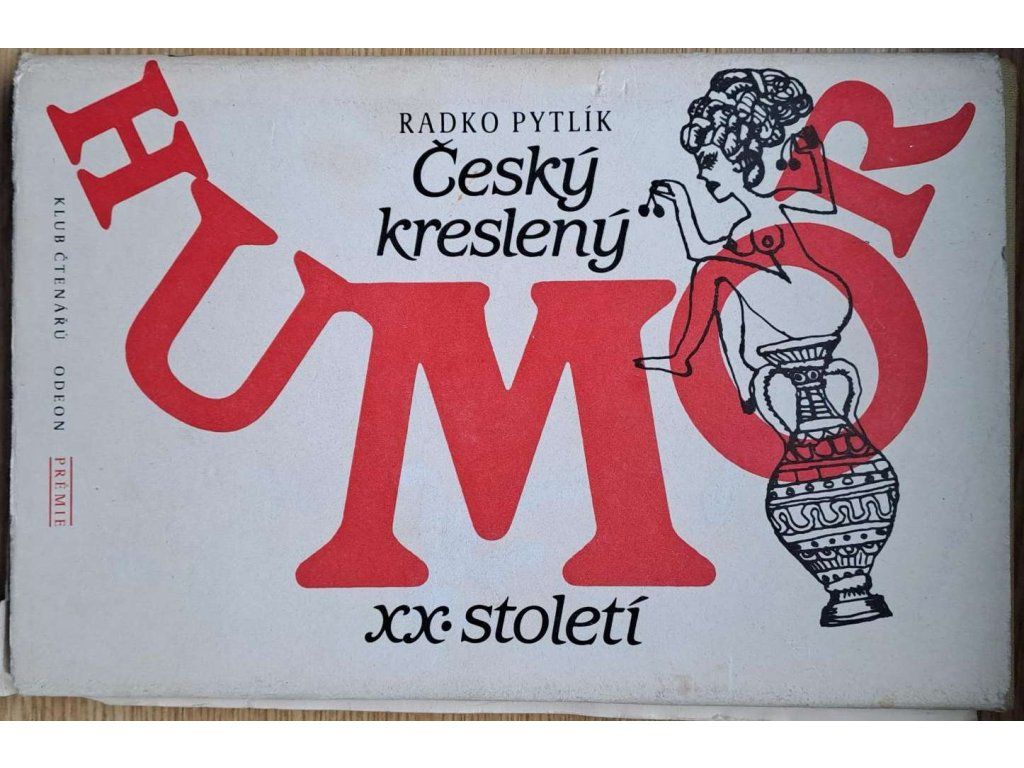 RADKO PYTLÍK
Český
kreslený
HUMOR
xx. století
KLUB ČTENÁŘŮ ODEON PRÉMIE